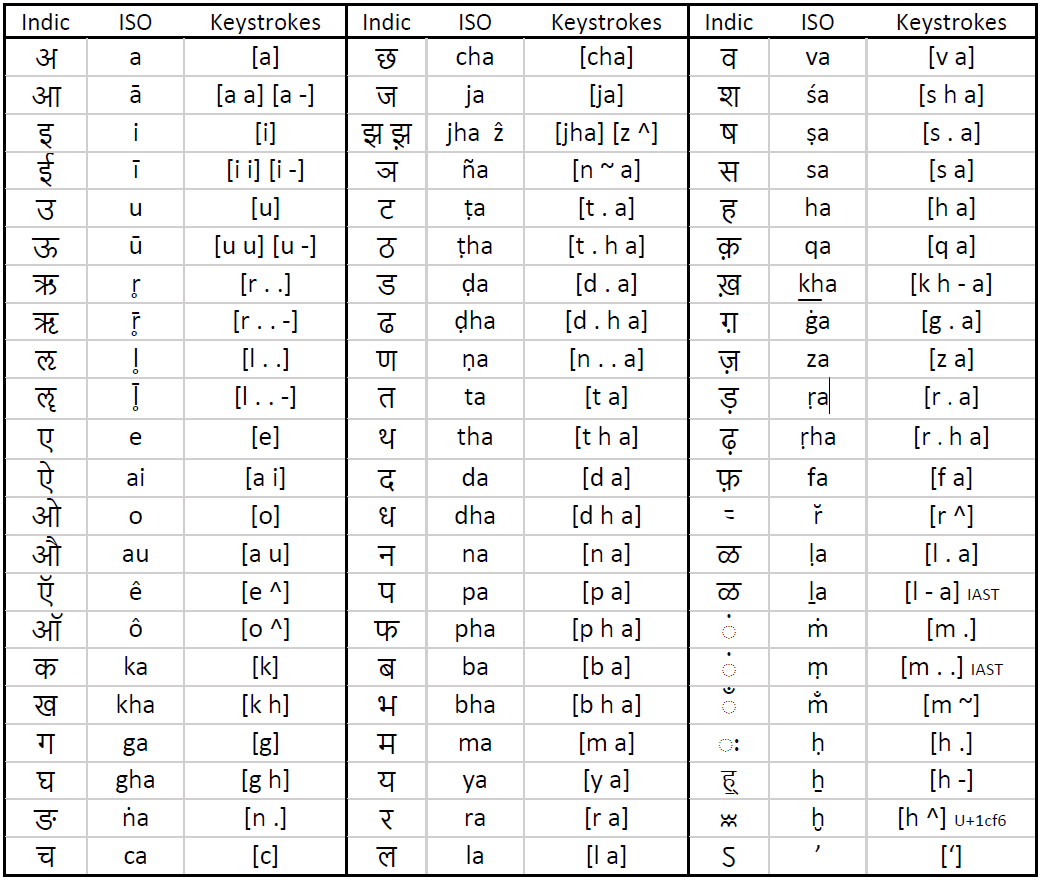 Indic ISO Keystrokes Indic ISO Keystrokes Indic ISO Keystrokes
अ a [a] छ cha [cha] व va [v a]
आ ā [a a] [a -] ज ja [ja] श śa [s h a]
इ i [i] झ झ़ jha ẑ [jha] [z ^] ष ṣa [s . a]
ई ī [i i] [i -] ञ ña [n ~ a] स sa [s a]
उ u [u] ट ṭa [t . a] ह ha [h a]
ऊ ū [u u] [u -] ठ ṭha [t . h a] क़ qa [q a]
ऋ r̥ [r . .] ड ḍa [d . a] ख़ k͟ha [k h - a]
ॠ r̥̄ [r . . -] ढ ḍha [d . h a] ग़ ġa [g . a]
ऌ l̥ [l . .] ण ṇa [n . . a] ज़ za [z a]
ॡ l̥̄ [l . . -] त ta [t a] ड़ ṛa [r . a]
ए e [e] थ tha [t h a] ढ़ ṛha [r . h a]
ऐ ai [a i] द da [d a] फ़ fa [f a]
ओ o [o] ध dha [d h a] r̆ [r ^]
औ au [a u] न na [n a] ळ ḷa [l . a]
ऍ ê [e ^] प pa [p a] ळ ḻa [l - a] IAST
ऑ ô [o ^] फ pha [p h a] ं ṁ [m .]
क ka [k] ब ba [b a] ं ṃ [m . .] IAST
ख kha [k h] भ bha [b h a] ँ m̐ [m ~]
ग ga [g] म ma [m a] ः ḥ [h .]
घ gha [g h] य ya [y a] ẖ [h -]
ङ ṅa [n .] र ra [r a] ᳶ ḫ [h ^] U+1cf6
च ca [c] ल la [l a] ऽ ’ [‘]